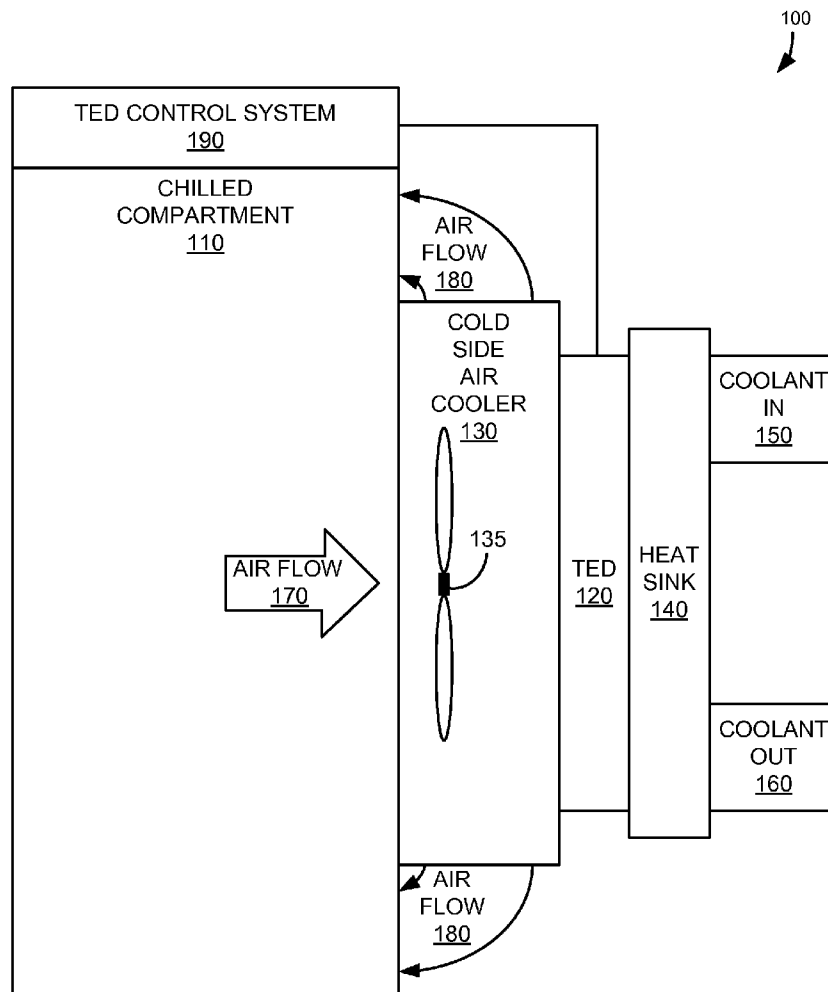 100
TED CONTROL SYSTEM
190
CHILLED
COMPARTMENT
110
AIR
FLOW
180
COLD
SIDE
AIR
COOLER
130
COOLANT
IN
150
135
AIR FLOW
170
TED
120
HEAT
SINK
140
COOLANT
OUT
160
AIR
FLOW
180